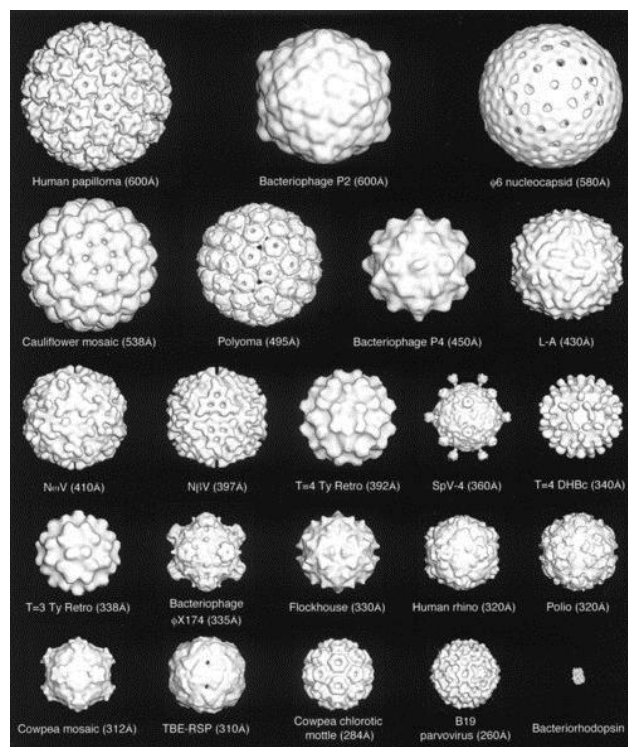 Human papilloma (600Å)
Bacteriophage P2 (600Å)
φ6 nucleocapsid (580Å)
Cauliflower mosaic (538Å)
Polyoma (495Å)
Bacteriophage P4 (450Å)
L-A (430Å)
NωV (410Å)
NβV (397Å)
T=4 Ty Retro (392Å)
SpV-4 (360Å)
T=4 DHBc (340Å)
T=3 Ty Retro (338Å)
Bacteriophage
φX174 (335Å)
Flockhouse (330Å)
Human rhino (320Å)
Polio (320Å)
Cowpea mosaic (312Å)
TBE-RSP (310Å)
Cowpea chlorotic
mottle (284Å)
B19
parvovirus (260Å)
Bacteriorhodopsin